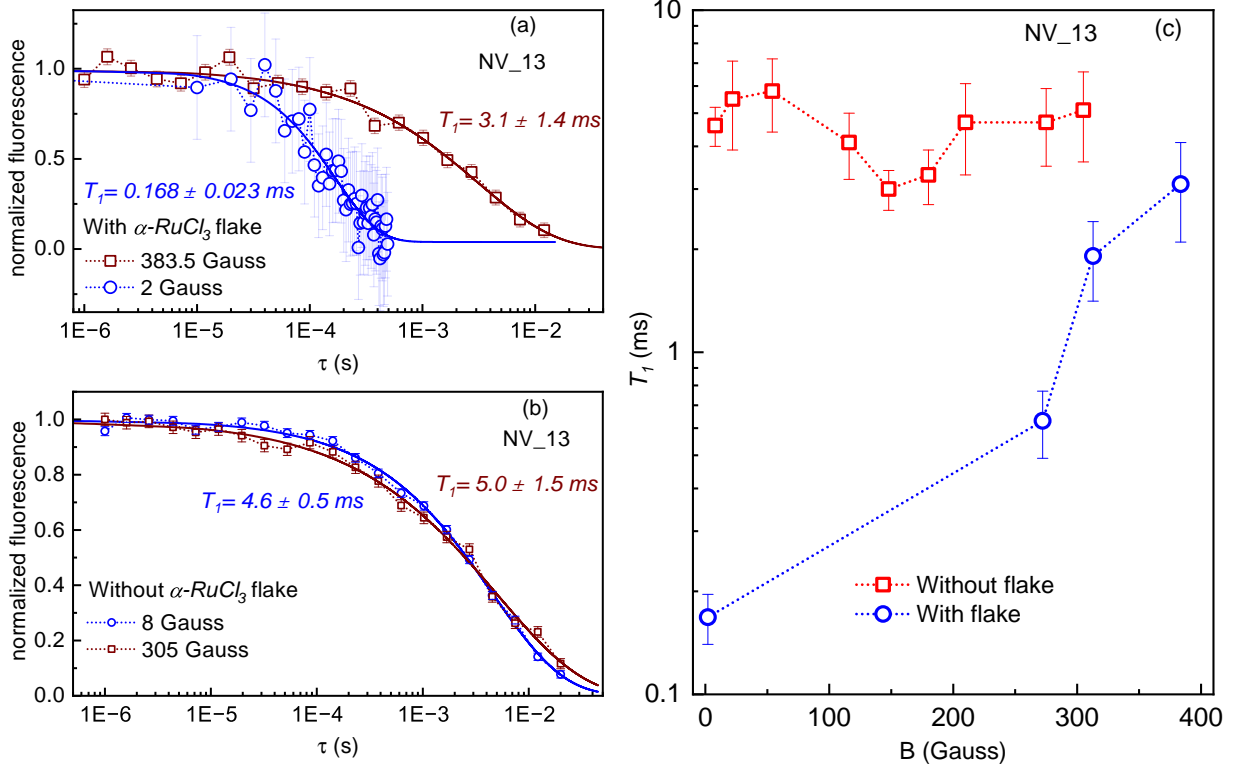 (a)
NV_13
normalized fluorescence
1.0
0.5
0.0
T1= 3.1 ± 1.4 ms
T1= 0.168 ± 0.023 ms
With α-RuCl3 flake
383.5 Gauss
2 Gauss
1E-6 1E-5 1E-4 1E-3 1E-2
τ (s)
(b)
NV_13
normalized fluorescence
1.0
0.8
0.6
0.4
0.2
0.0
T1= 4.6 ± 0.5 ms
T1= 5.0 ± 1.5 ms
Without α-RuCl3 flake
8 Gauss
305 Gauss
1E-6 1E-5 1E-4 1E-3 1E-2
τ (s)
NV_13 (c)
T1 (ms)
10
1
0.1
Without flake
With flake
0 100 200 300 400
B (Gauss)